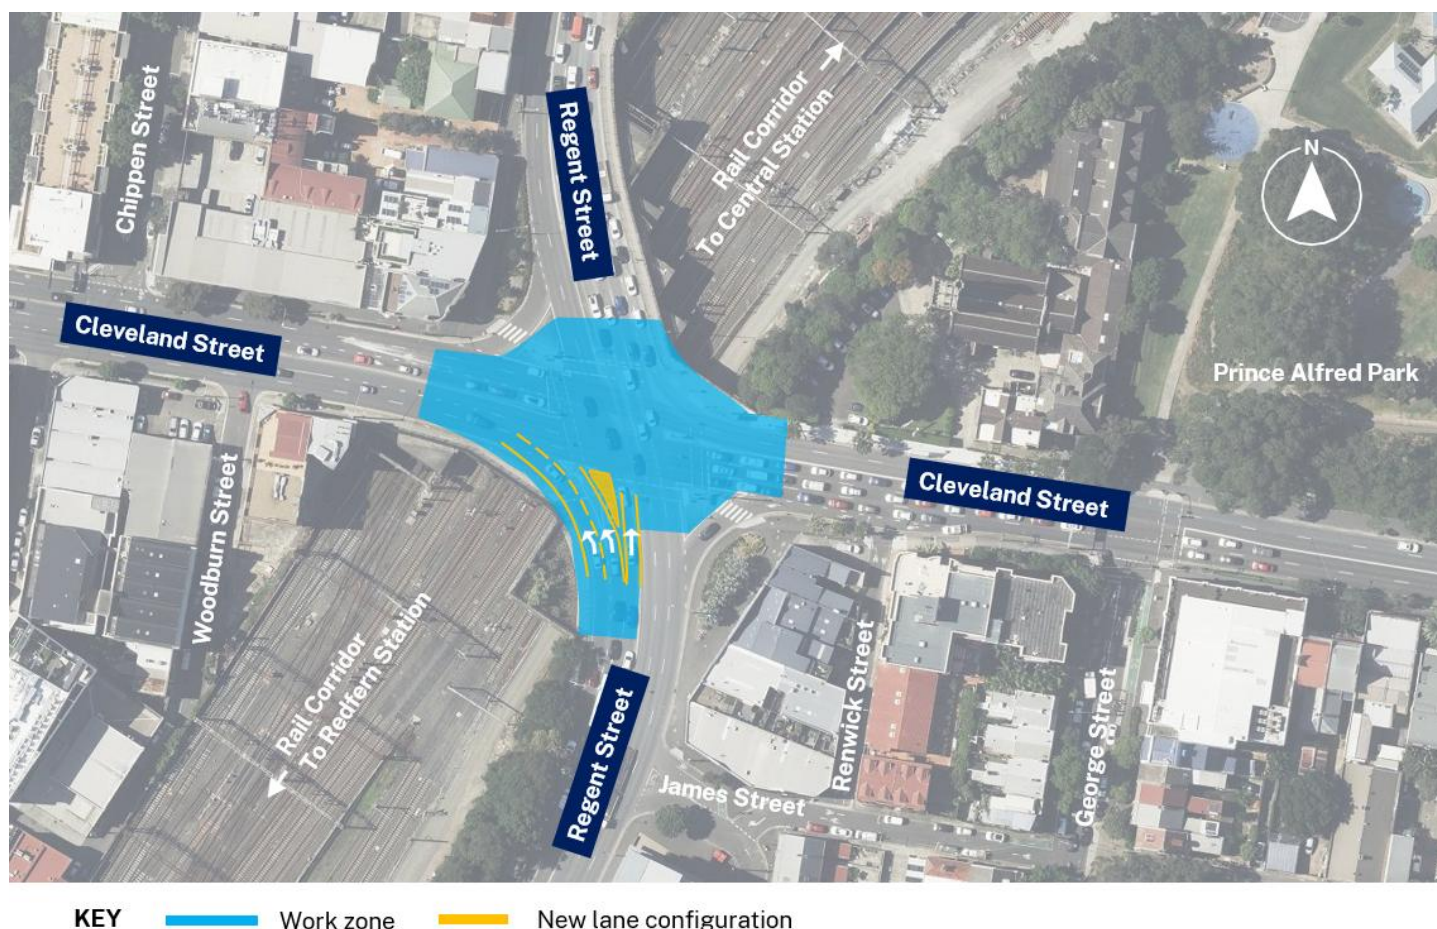 Chippen Street
Regent Street
Rail Corridor
To Central Station
N
Cleveland Street
Prince Alfred Park
Cleveland Street
Woodburn Street
Rail Corridor
To Redfern Station
Regent Street
Renwick Street
George Street
James Street
KEY
Work zone
New lane configuration